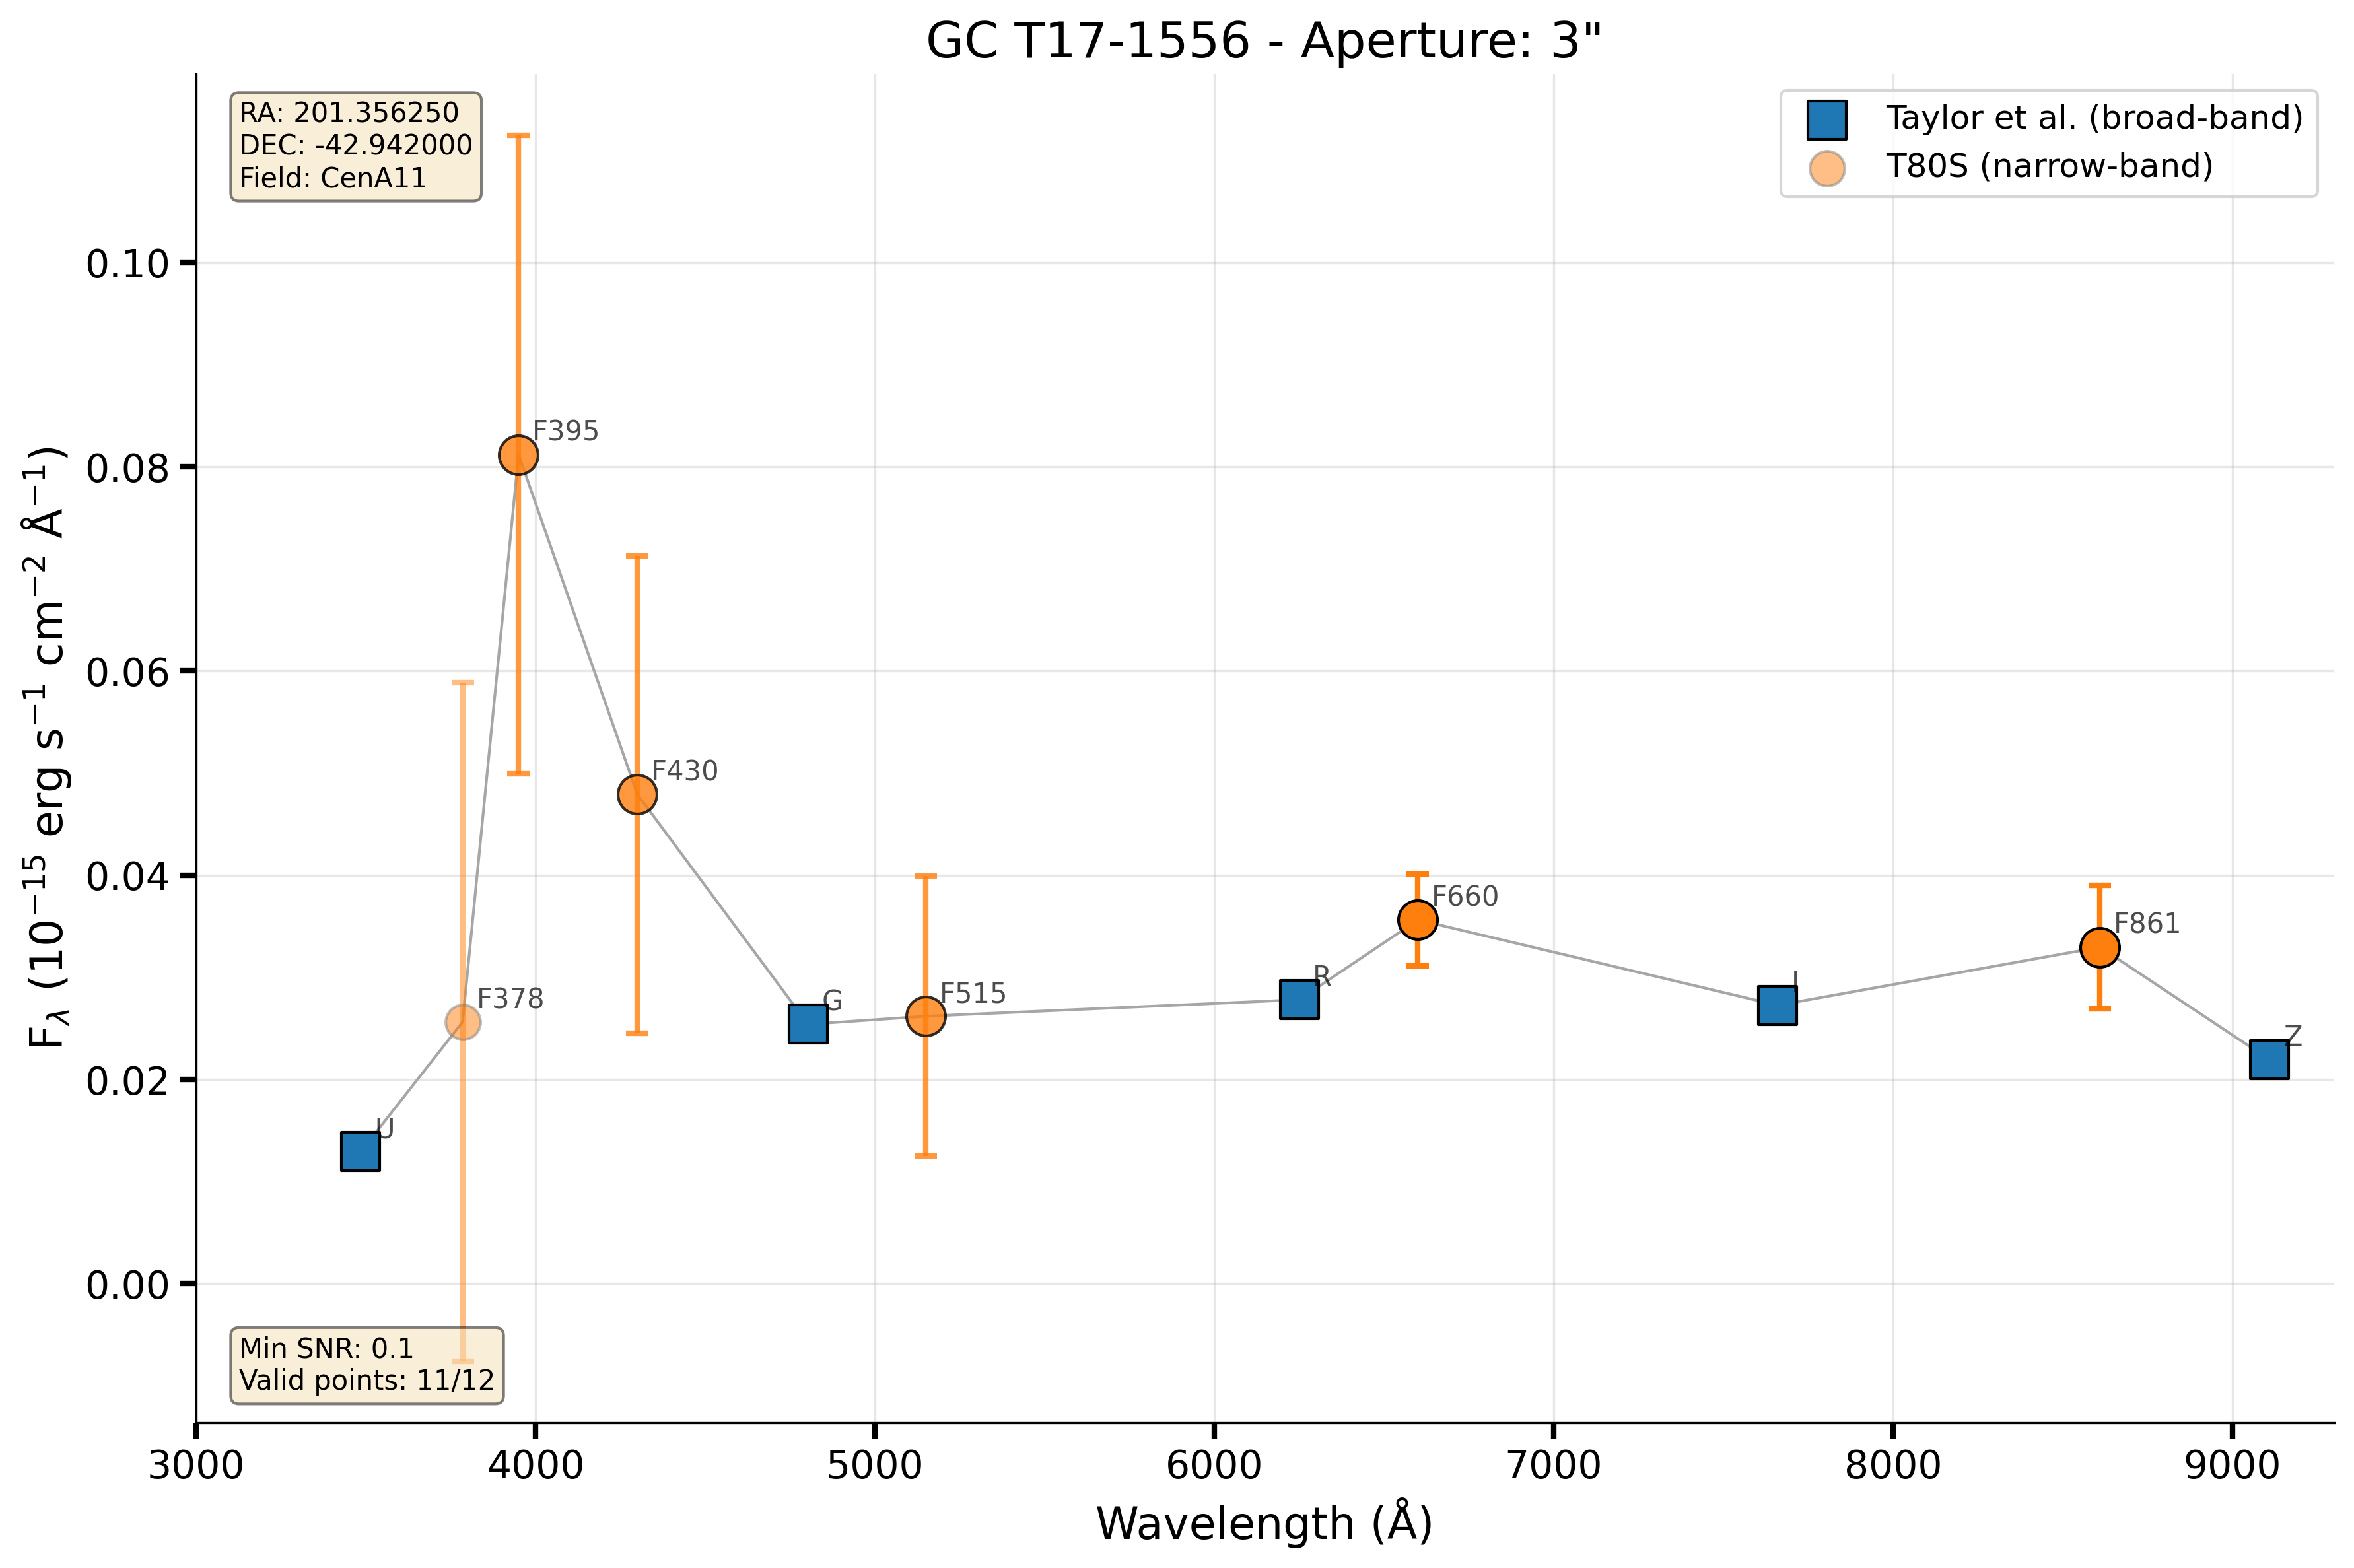 GC T17-1556 - Aperture: 3"
RA: 201.356250
DEC: -42.942000
Field: CenA11
Taylor et al. (broad-band)
T80S (narrow-band)
F$_λ$ (10$^{-15}$ erg s$^{-1}$ cm$^{-2}$ Å$^{-1}$)
0.10
0.08
0.06
0.04
0.02
0.00
F395
F430
F378
F515
F660
F861
U
G
R
I
Z
Min SNR: 0.1
Valid points: 11/12
3000 4000 5000 6000 7000 8000 9000
Wavelength (Å)